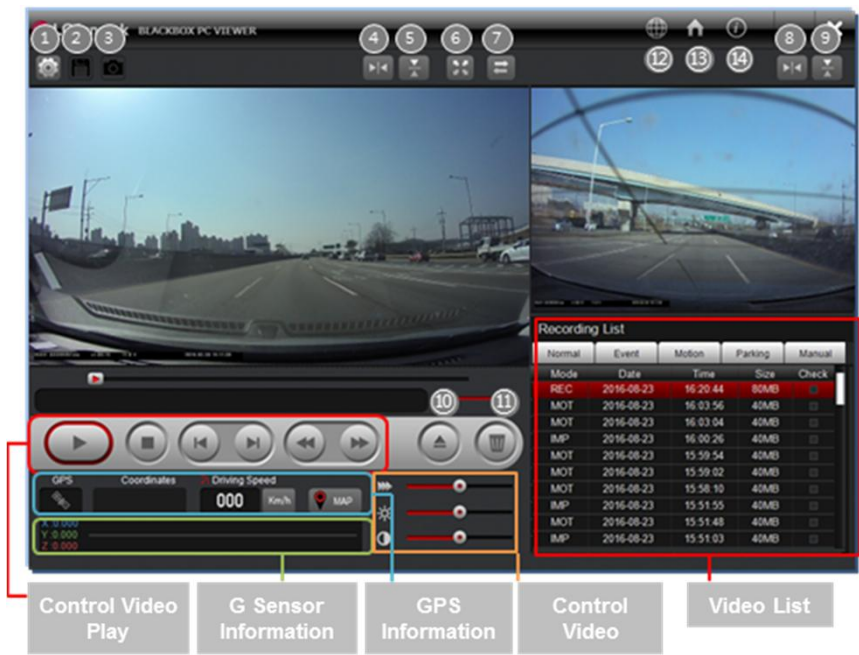 BLACKBOX PC VIEWER
1 2 3 4 5 6 7 8 9
12 13 14
Recording List
Normal Event Motion Parking Manual
Mode Date Time Size Check
REC 2016-08-23 16:20:44 80MB
MOT 2016-08-23 16:03:56 40MB
MOT 2016-08-23 16:03:04 40MB
IMP 2016-08-23 16:00:26 40MB
MOT 2016-08-23 15:59:54 40MB
MOT 2016-08-23 15:59:02 40MB
MOT 2016-08-23 15:58:10 40MB
IMP 2016-08-23 15:51:55 40MB
MOT 2016-08-23 15:51:48 40MB
IMP 2016-08-23 15:51:03 40MB
10 11
GPS Coordinates Driving Speed
000 Km/h MAP
X :0.000
Y :0.000
Z :0.000
Control Video Play
G Sensor Information
GPS Information
Control Video
Video List